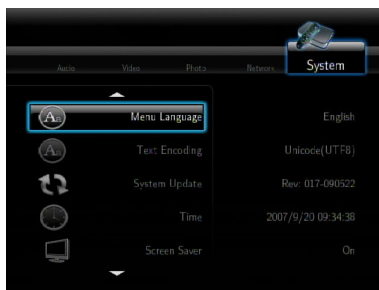 Audio Video Photo Network System
Menu Language English
Text Encoding Unicode(UTF8)
System Update Rev: 017-090522
Time 2007/9/20 09:34:38
Screen Saver On